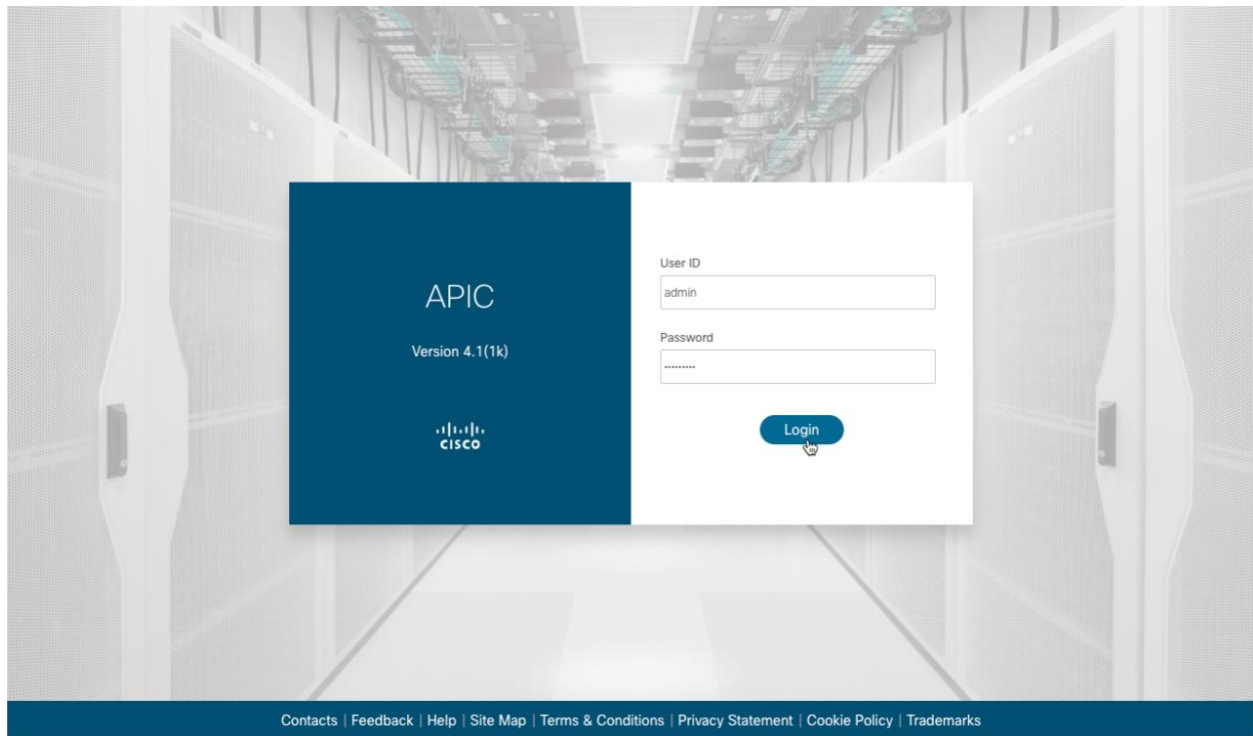 APIC
Version 4.1(1k)
CISCO
User ID
admin
Password
·········
Login
Contacts | Feedback | Help | Site Map | Terms & Conditions | Privacy Statement | Cookie Policy | Trademarks